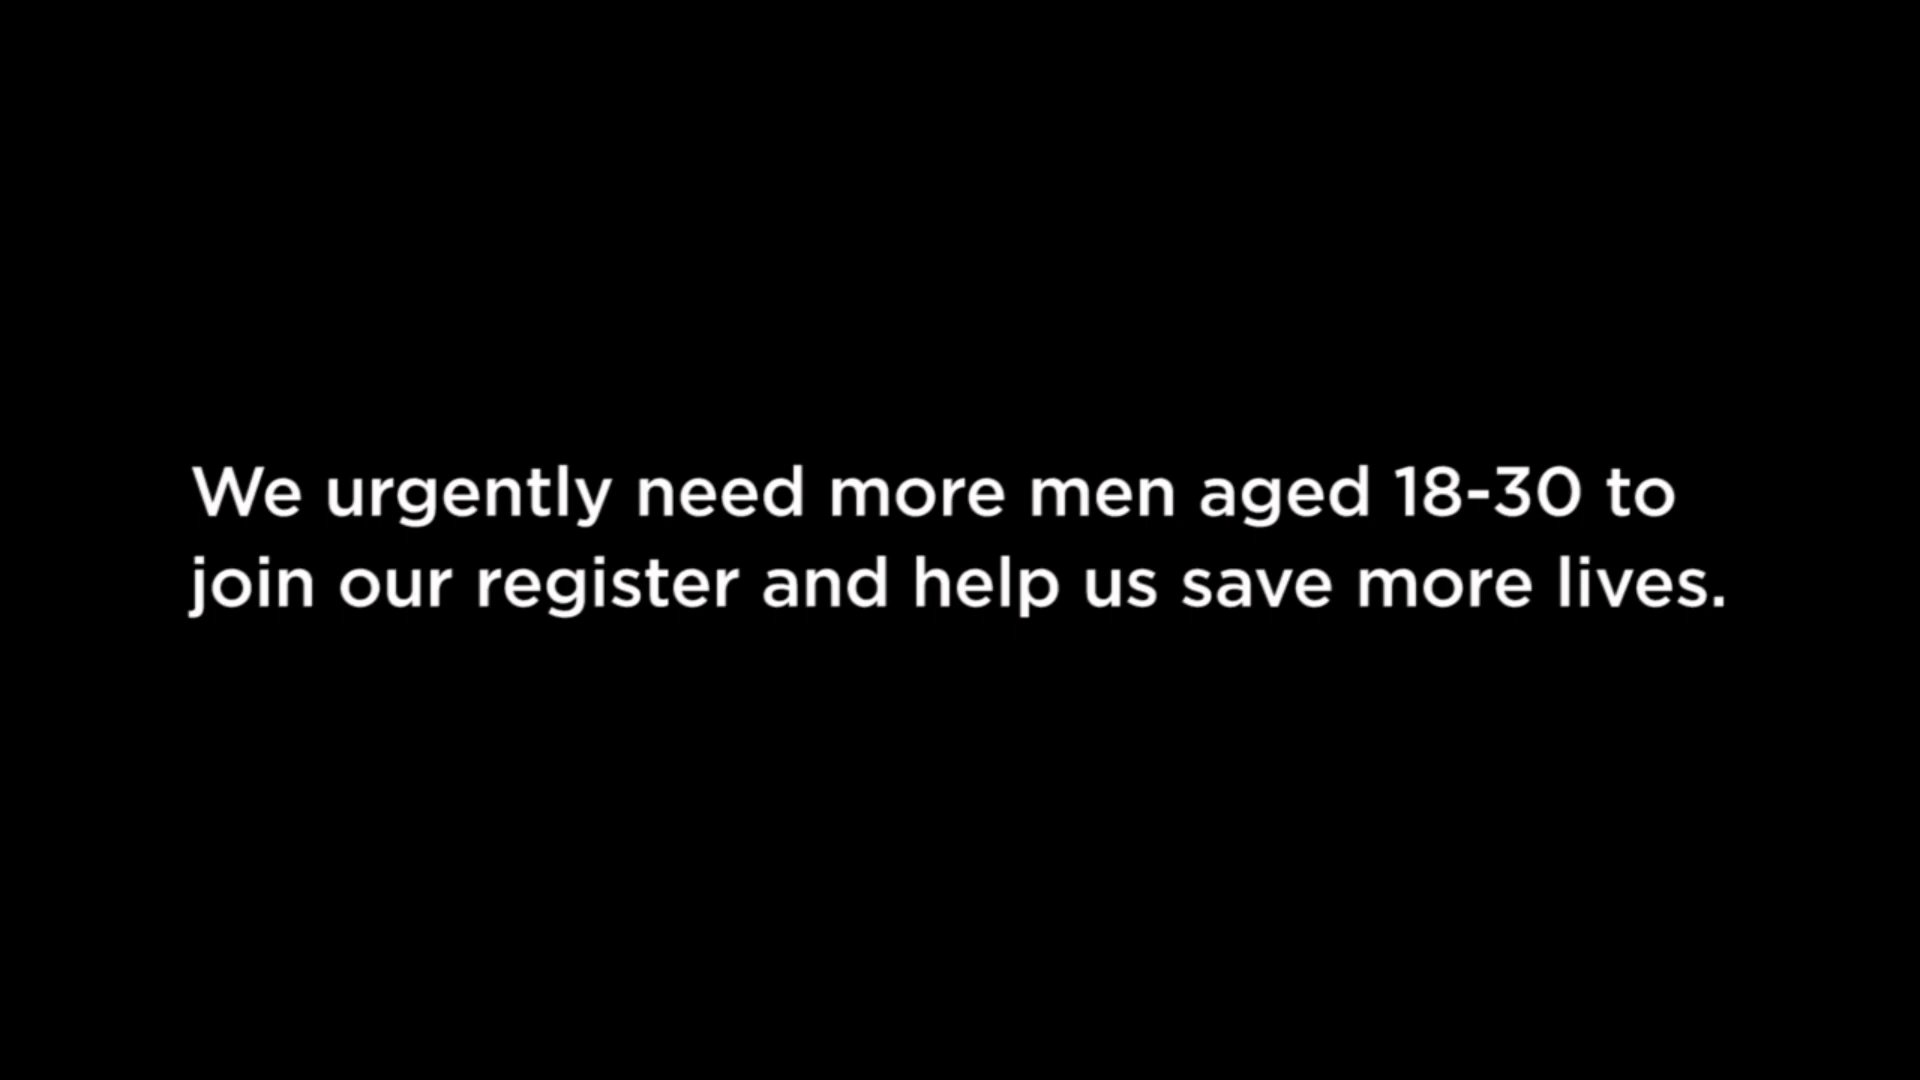 We urgently need more men aged 18-30 to
join our register and help us save more lives.